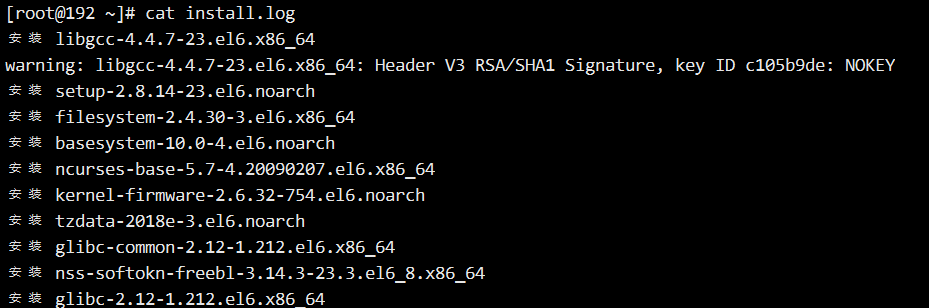 [root@192 ~]# cat install.log
安装 libgcc-4.4.7-23.el6.x86_64
warning: libgcc-4.4.7-23.el6.x86_64: Header V3 RSA/SHA1 Signature, key ID c105b9de: NOKEY
安装 setup-2.8.14-23.el6.noarch
安装 filesystem-2.4.30-3.el6.x86_64
安装 basesystem-10.0-4.el6.noarch
安装 ncurses-base-5.7-4.20090207.el6.x86_64
安装 kernel-firmware-2.6.32-754.el6.noarch
安装 tzdata-2018e-3.el6.noarch
安装 glibc-common-2.12-1.212.el6.x86_64
安装 nss-softokn-freebl-3.14.3-23.3.el6_8.x86_64
安装 glibc-2.12-1.212.el6.x86_64